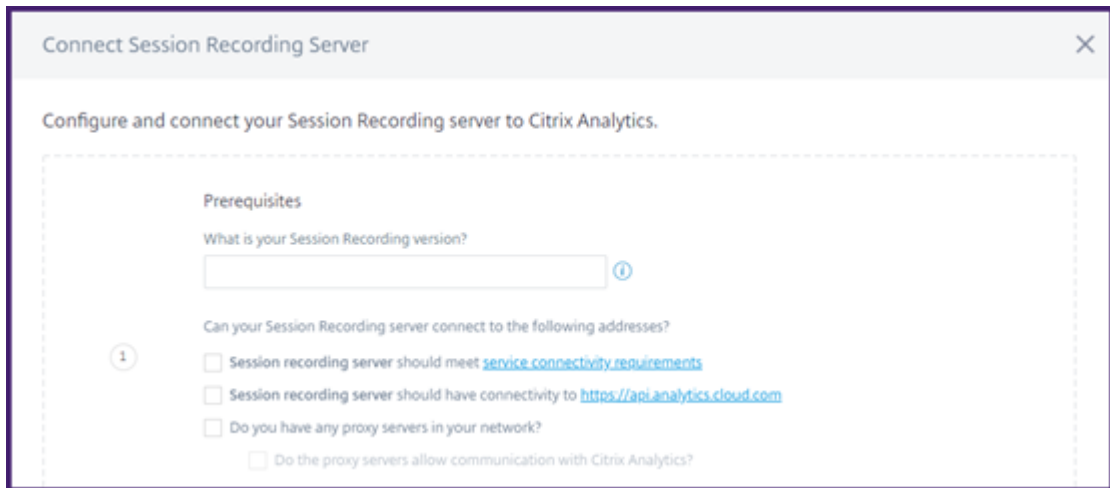 Connect Session Recording Server
Configure and connect your Session Recording server to Citrix Analytics.
Prerequisites
What is your Session Recording version?
i
Can your Session Recording server connect to the following addresses?
1
Session recording server should meet service connectivity requirements
Session recording server should have connectivity to https://api.analytics.cloud.com
Do you have any proxy servers in your network?
Do the proxy servers allow communication with Citrix Analytics?